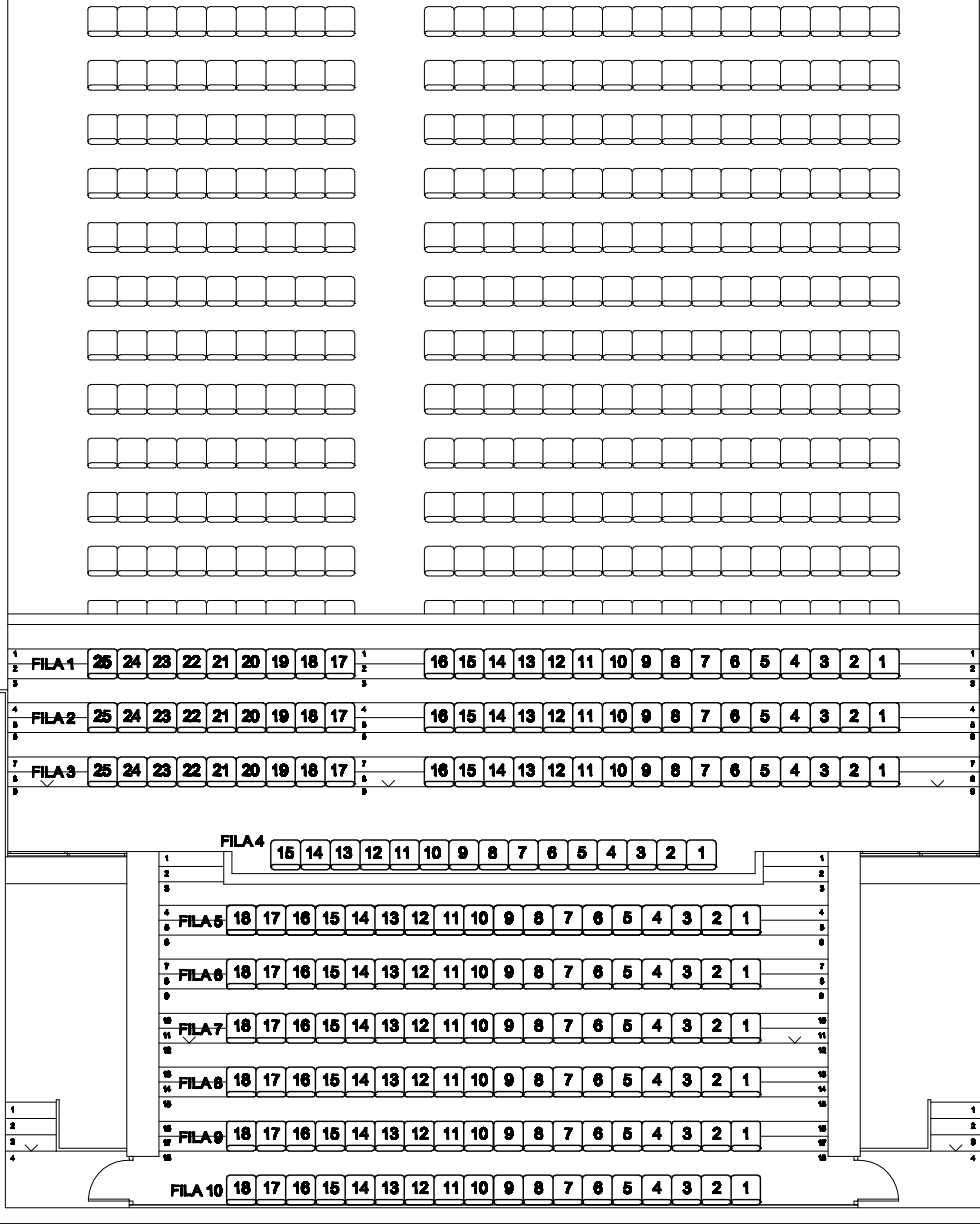 FILA 1 25 24 23 22 21 20 19 18 17 16 15 14 13 12 11 10 9 8 7 6 5 4 3 2 1
FILA 2 25 24 23 22 21 20 19 18 17 16 15 14 13 12 11 10 9 8 7 6 5 4 3 2 1
FILA 3 25 24 23 22 21 20 19 18 17 16 15 14 13 12 11 10 9 8 7 6 5 4 3 2 1
FILA 4 15 14 13 12 11 10 9 8 7 6 5 4 3 2 1
FILA 5 18 17 16 15 14 13 12 11 10 9 8 7 6 5 4 3 2 1
FILA 6 18 17 16 15 14 13 12 11 10 9 8 7 6 5 4 3 2 1
FILA 7 18 17 16 15 14 13 12 11 10 9 8 7 6 5 4 3 2 1
FILA 8 18 17 16 15 14 13 12 11 10 9 8 7 6 5 4 3 2 1
FILA 9 18 17 16 15 14 13 12 11 10 9 8 7 6 5 4 3 2 1
FILA 10 18 17 16 15 14 13 12 11 10 9 8 7 6 5 4 3 2 1